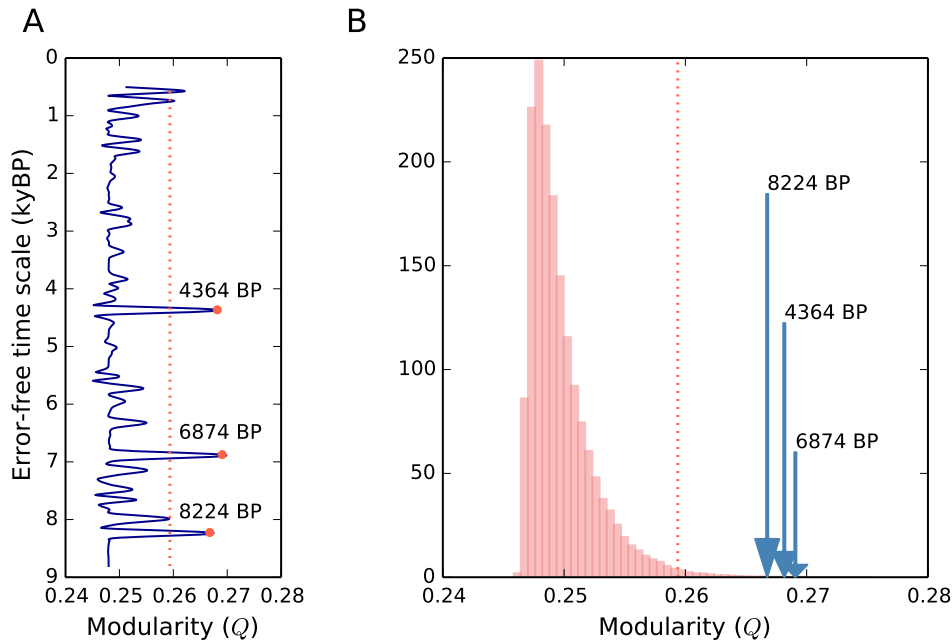 A
0
1
2
3
4
5
6
7
8
9
Error-free time scale (kyBP)
4364 BP
6874 BP
8224 BP
0.24 0.25 0.26 0.27 0.28
Modularity (Q)
B
250
200
150
100
50
0
8224 BP
4364 BP
6874 BP
0.24 0.25 0.26 0.27 0.28
Modularity (Q)